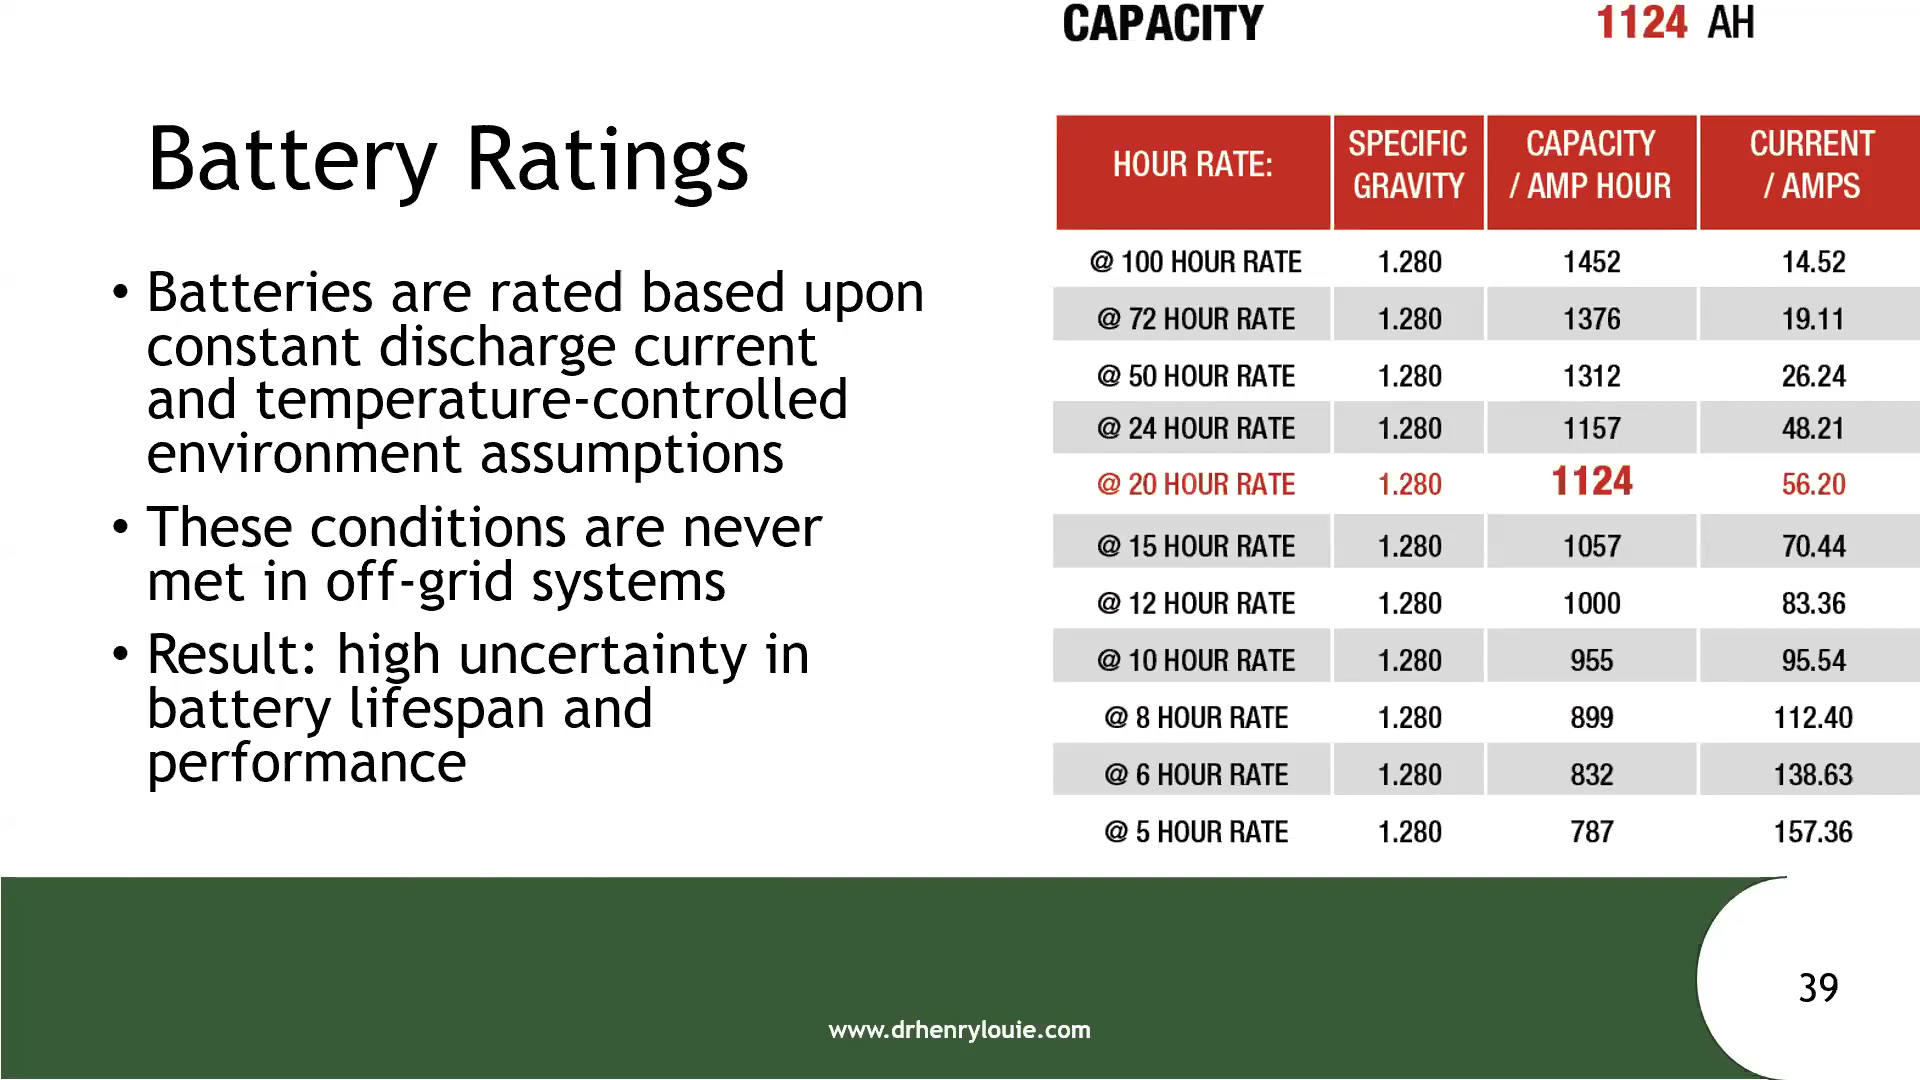 CAPACITY 1124 AH
Battery Ratings
• Batteries are rated based upon
constant discharge current
and temperature-controlled
environment assumptions
• These conditions are never
met in off-grid systems
• Result: high uncertainty in
battery lifespan and
performance
HOUR RATE: SPECIFIC GRAVITY CAPACITY / AMP HOUR CURRENT / AMPS
@ 100 HOUR RATE 1.280 1452 14.52
@ 72 HOUR RATE 1.280 1376 19.11
@ 50 HOUR RATE 1.280 1312 26.24
@ 24 HOUR RATE 1.280 1157 48.21
@ 20 HOUR RATE 1.280 1124 56.20
@ 15 HOUR RATE 1.280 1057 70.44
@ 12 HOUR RATE 1.280 1000 83.36
@ 10 HOUR RATE 1.280 955 95.54
@ 8 HOUR RATE 1.280 899 112.40
@ 6 HOUR RATE 1.280 832 138.63
@ 5 HOUR RATE 1.280 787 157.36
39
www.drhenrylouie.com